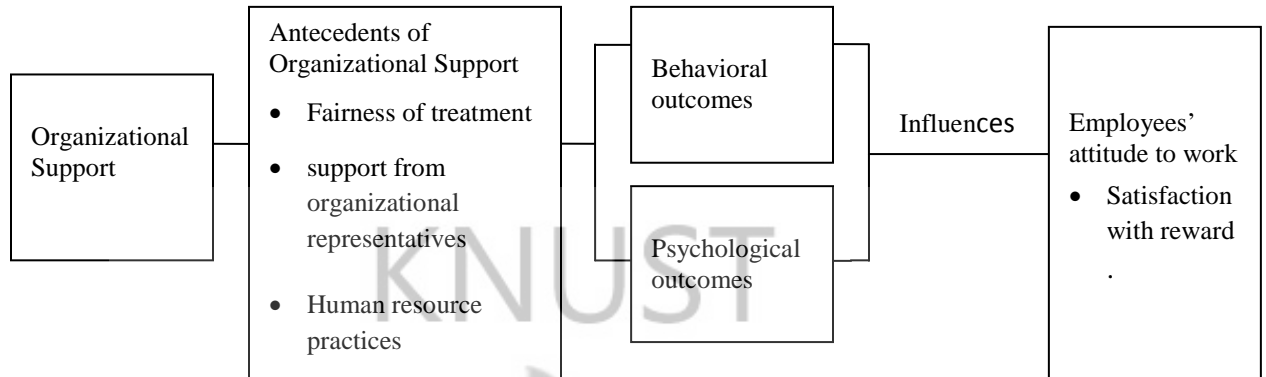 Organizational
Support
Antecedents of
Organizational Support
• Fairness of treatment
• support from
organizational
representatives
• Human resource
practices
Behavioral
outcomes
Psychological
outcomes
Influences
Employees’
attitude to work
• Satisfaction
with reward
.
KNUST